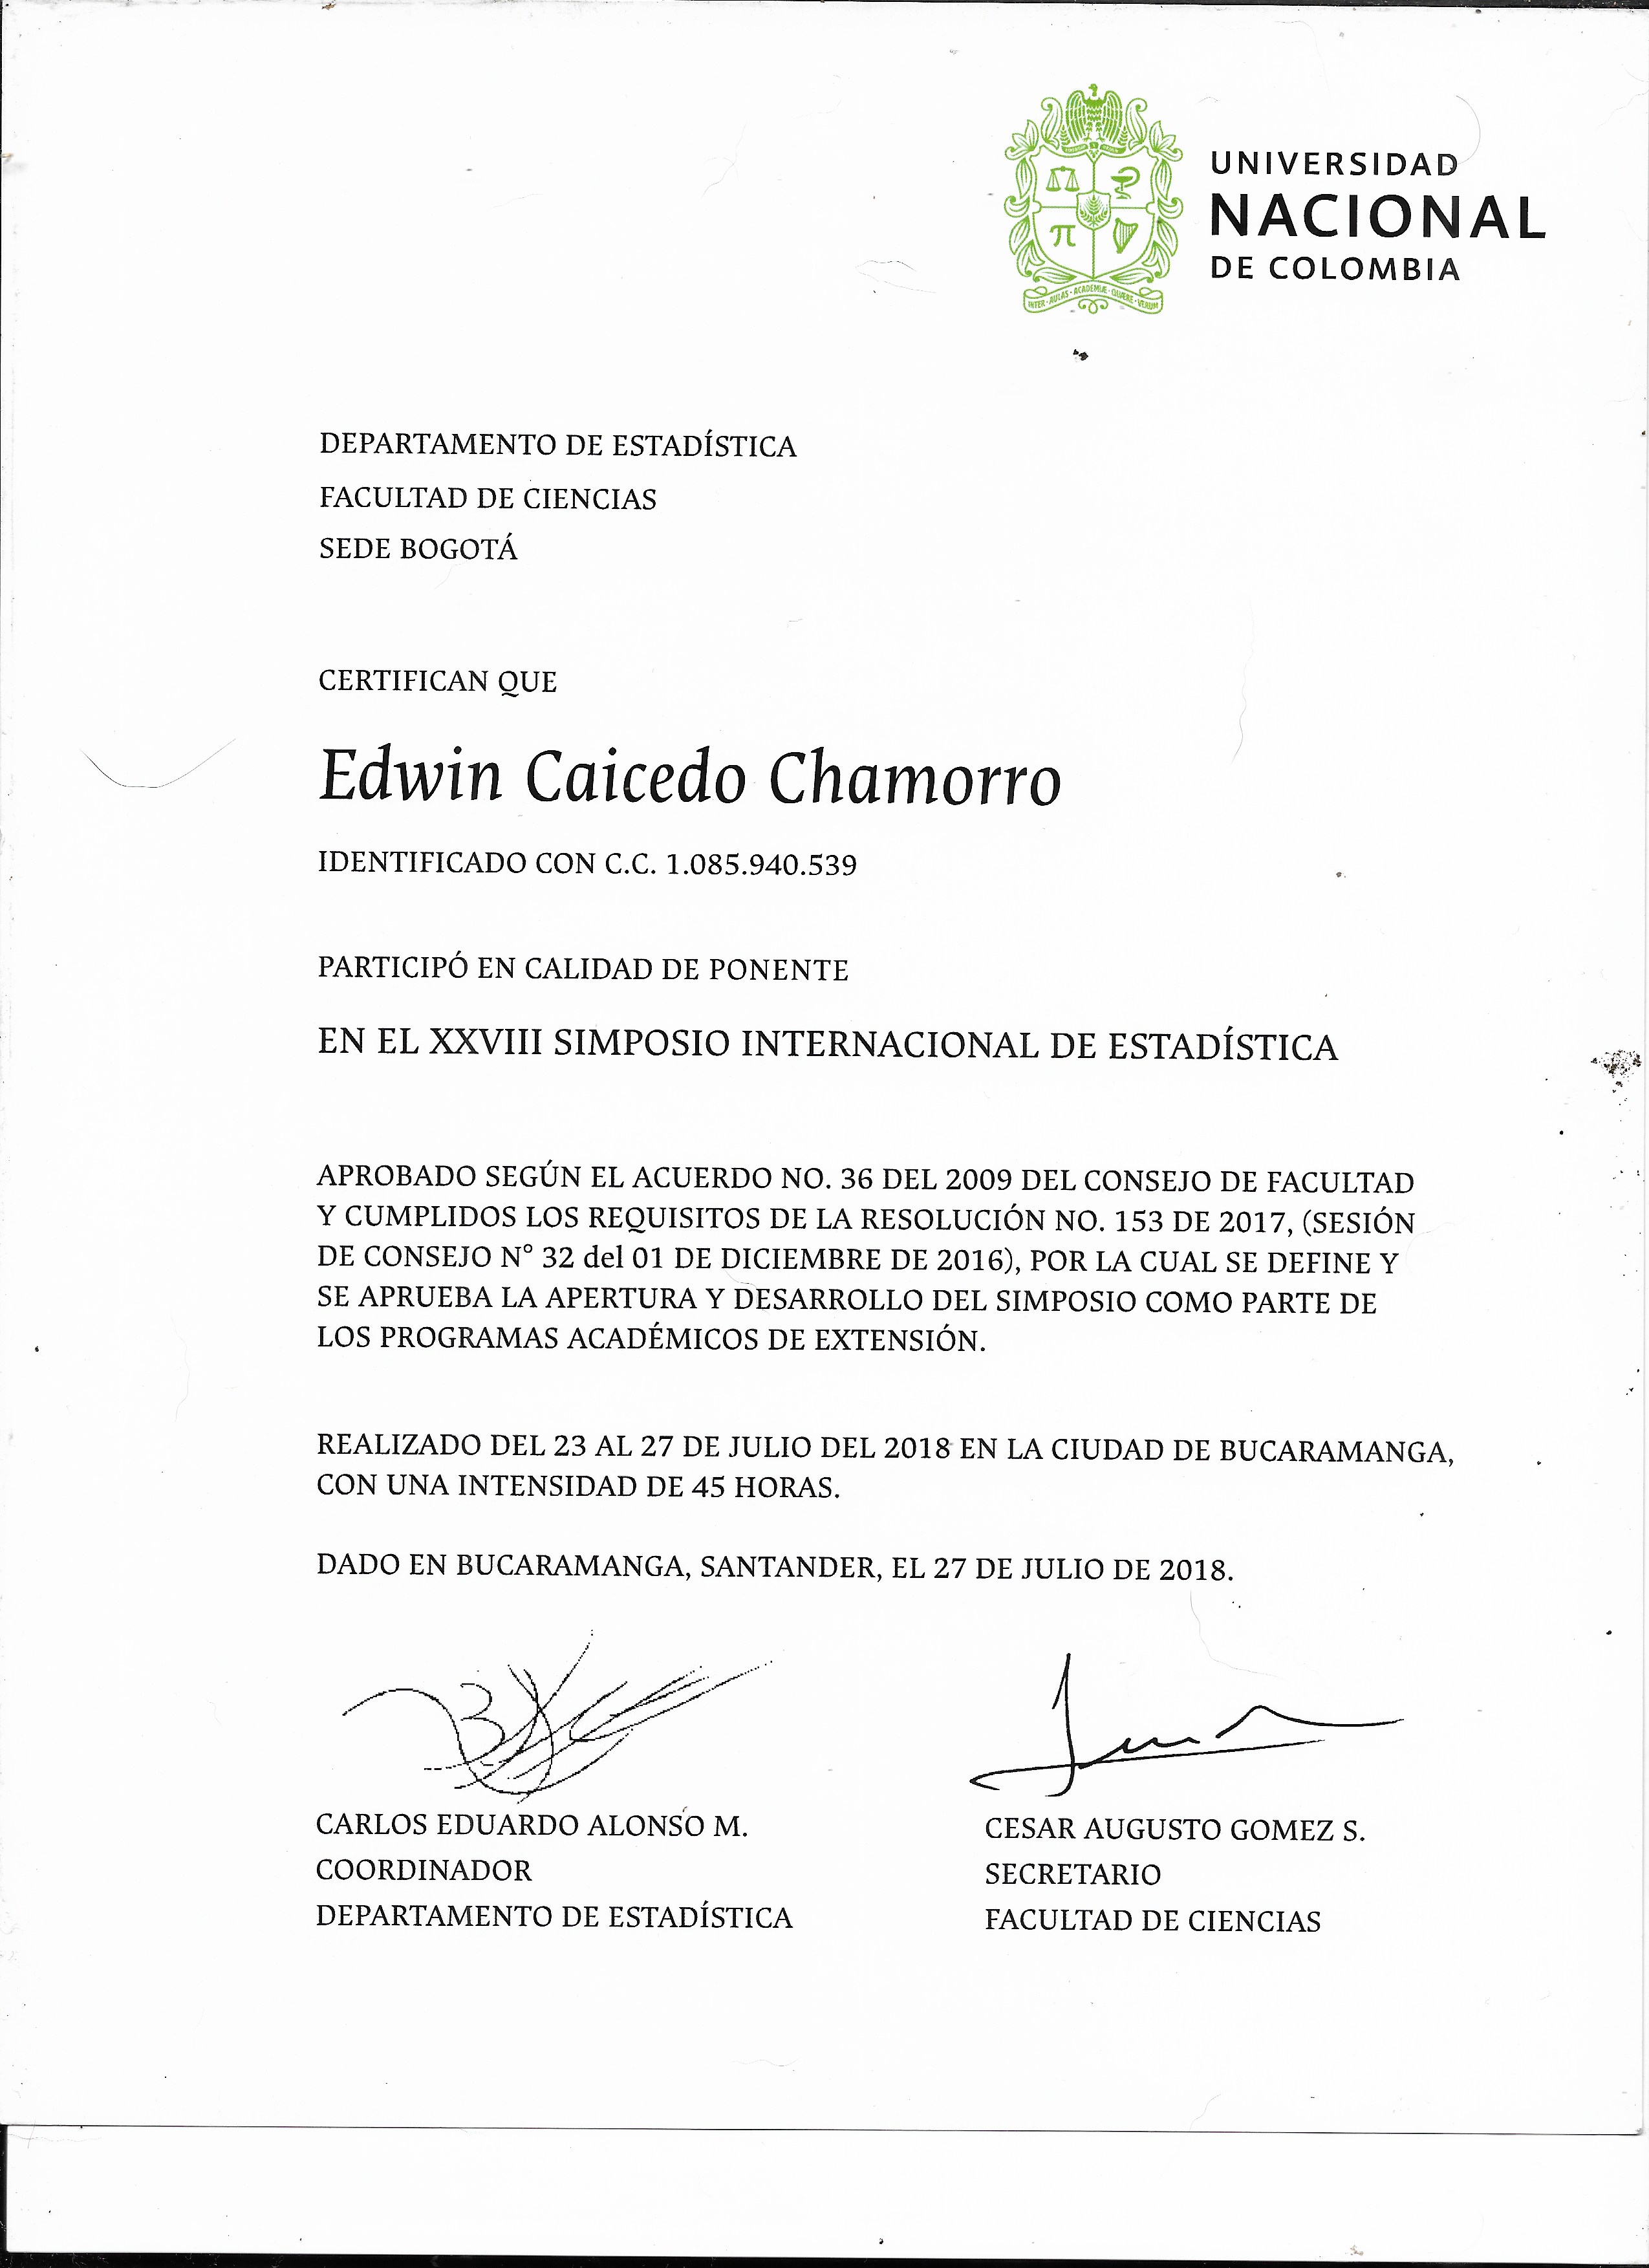 UNIVERSIDAD
NACIONAL
DE COLOMBIA
INTER · AULAS · ACADEMIÆ · QUÆRE · VERUM
DEPARTAMENTO DE ESTADÍSTICA
FACULTAD DE CIENCIAS
SEDE BOGOTÁ
CERTIFICAN QUE
Edwin Caicedo Chamorro
IDENTIFICADO CON C.C. 1.085.940.539
PARTICIPÓ EN CALIDAD DE PONENTE
EN EL XXVIII SIMPOSIO INTERNACIONAL DE ESTADÍSTICA
APROBADO SEGÚN EL ACUERDO NO. 36 DEL 2009 DEL CONSEJO DE FACULTAD
Y CUMPLIDOS LOS REQUISITOS DE LA RESOLUCIÓN NO. 153 DE 2017, (SESIÓN
DE CONSEJO N° 32 del 01 DE DICIEMBRE DE 2016), POR LA CUAL SE DEFINE Y
SE APRUEBA LA APERTURA Y DESARROLLO DEL SIMPOSIO COMO PARTE DE
LOS PROGRAMAS ACADÉMICOS DE EXTENSIÓN.
REALIZADO DEL 23 AL 27 DE JULIO DEL 2018 EN LA CIUDAD DE BUCARAMANGA,
CON UNA INTENSIDAD DE 45 HORAS.
DADO EN BUCARAMANGA, SANTANDER, EL 27 DE JULIO DE 2018.
CARLOS EDUARDO ALONSO M.
COORDINADOR
DEPARTAMENTO DE ESTADÍSTICA
CESAR AUGUSTO GOMEZ S.
SECRETARIO
FACULTAD DE CIENCIAS